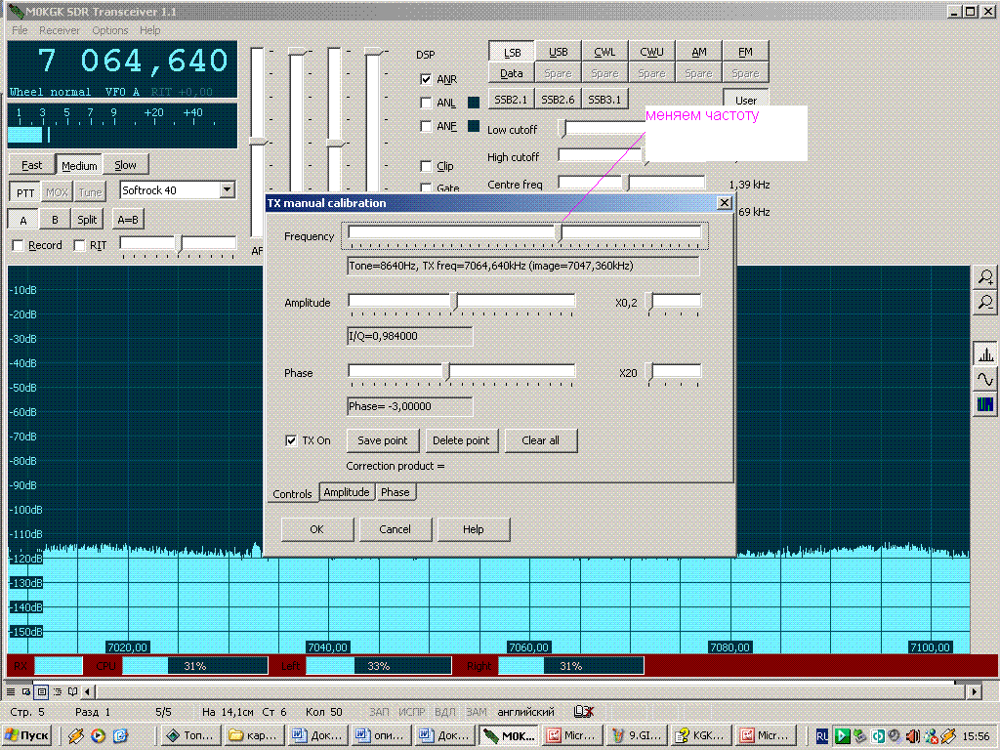 M0KGK SDR Transceiver 1.1
File Receiver Options Help
7 064,640
Wheel normal VFO A RIT +0,00
1 3 5 7 9 +20 +40
Fast Medium Slow
PTT MOX Tune Softrock 40
A B Split A=B
Record RIT
AF
DSP
ANR
ANL
ANF
Clip
Gate
LSB USB CWL CWU AM FM
Data Spare Spare Spare Spare Spare
SSB2.1 SSB2.6 SSB3.1 User
меняем частоту
Low cutoff
High cutoff
Centre freq 1,39 kHz
69 kHz
TX manual calibration
Frequency
Tone=8640Hz, TX freq=7064,640kHz (image=7047,360kHz)
Amplitude X0,2
I/Q=0,984000
Phase X20
Phase= -3,00000
TX On Save point Delete point Clear all
Correction product =
Controls Amplitude Phase
OK Cancel Help
-10dB
-20dB
-30dB
-40dB
-50dB
-60dB
-70dB
-80dB
-90dB
-100dB
-110dB
-120dB
-130dB
-140dB
-150dB
7020,00 7040,00 7060,00 7080,00 7100,00
RX CPU 31% Left 33% Right 31%
Стр. 5 Разд 1 5/5 На 14,1см Ст 6 Кол 50 ЗАП ИСПР ВДЛ ЗАМ английский
Пуск Топ... кар... Док... опи... Док... M0K... Micr... 9.GI... KGK... Micr... RL 15:56